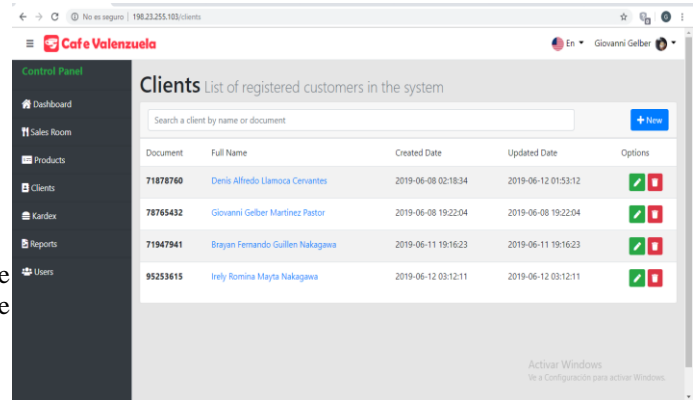 No es seguro | 198.23.255.103/clients
Cafe Valenzuela
En
Giovanni Gelber
Control Panel
Dashboard
Sales Room
Products
Clients
Kardex
Reports
Users
Clients List of registered customers in the system
Search a client by name or document
+ New
Document Full Name Created Date Updated Date Options
71878760 Denis Alfredo Llamoca Cervantes 2019-06-08 02:18:34 2019-06-12 01:53:12
78765432 Giovanni Gelber Martinez Pastor 2019-06-08 19:22:04 2019-06-08 19:22:04
71947941 Brayan Fernando Guillen Nakagawa 2019-06-11 19:16:23 2019-06-11 19:16:23
95253615 Irely Romina Mayta Nakagawa 2019-06-12 03:12:11 2019-06-12 03:12:11
Activar Windows
Ve a Configuración para activar Windows.
e
e